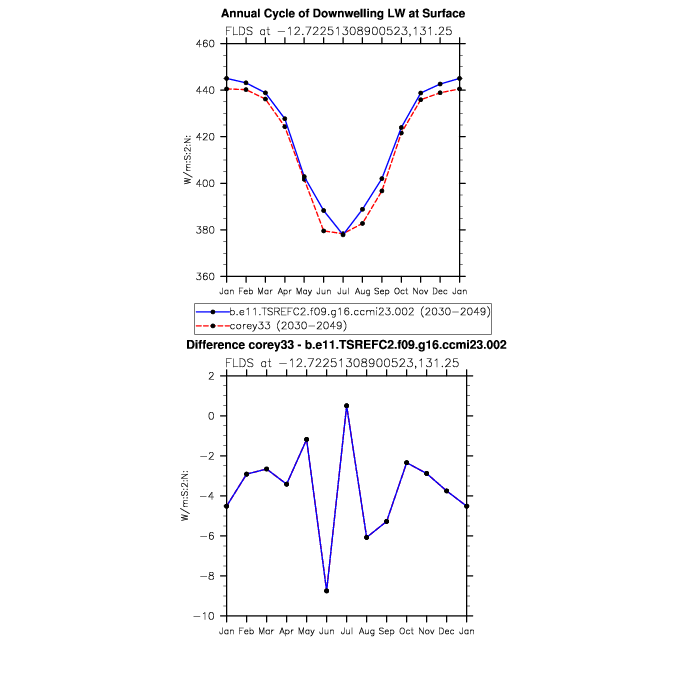 Annual Cycle of Downwelling LW at Surface
FLDS at −12.72251308900523,131.25
460
440
420
400
380
360
W/m:S:2:N:
Jan Feb Mar Apr May Jun Jul Aug Sep Oct Nov Dec Jan
b.e11.TSREFC2.f09.g16.ccmi23.002 (2030−2049)
corey33 (2030−2049)
Difference corey33 - b.e11.TSREFC2.f09.g16.ccmi23.002
FLDS at −12.72251308900523,131.25
2
0
−2
−4
−6
−8
−10
W/m:S:2:N:
Jan Feb Mar Apr May Jun Jul Aug Sep Oct Nov Dec Jan